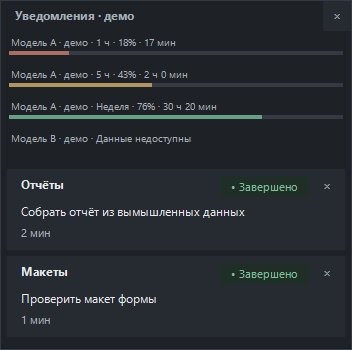 Уведомления • демо ×
Модель А · демо · 1 ч · 18% · 17 мин
Модель А · демо · 5 ч · 43% · 2 ч 0 мин
Модель А · демо · Неделя · 76% · 30 ч 20 мин
Модель В · демо · Данные недоступны
Отчёты • Завершено ×
Собрать отчёт из вымышленных данных
2 мин
Макеты • Завершено ×
Проверить макет формы
1 мин